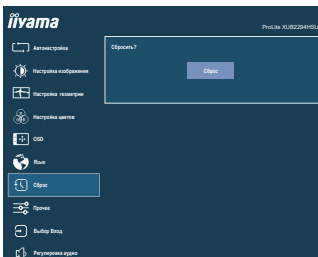 iiyama
ProLite XUB2294HSU
Автонастройка
Сбросить?
Настройка изображения
Сброс
Настройка геометрии
Настройка цветов
OSD
Язык
Сброс
Прочее
Выбор Вход
Регулировка аудио